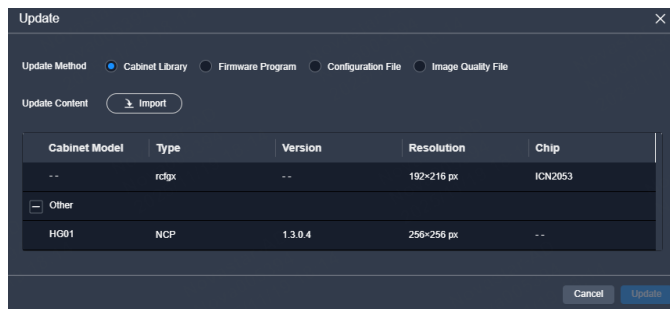 Update
Update Method Cabinet Library Firmware Program Configuration File Image Quality File
Update Content Import
Cabinet Model Type Version Resolution Chip
-- rcfgx -- 192×216 px ICN2053
Other
HG01 NCP 1.3.0.4 256×256 px --
Cancel Update